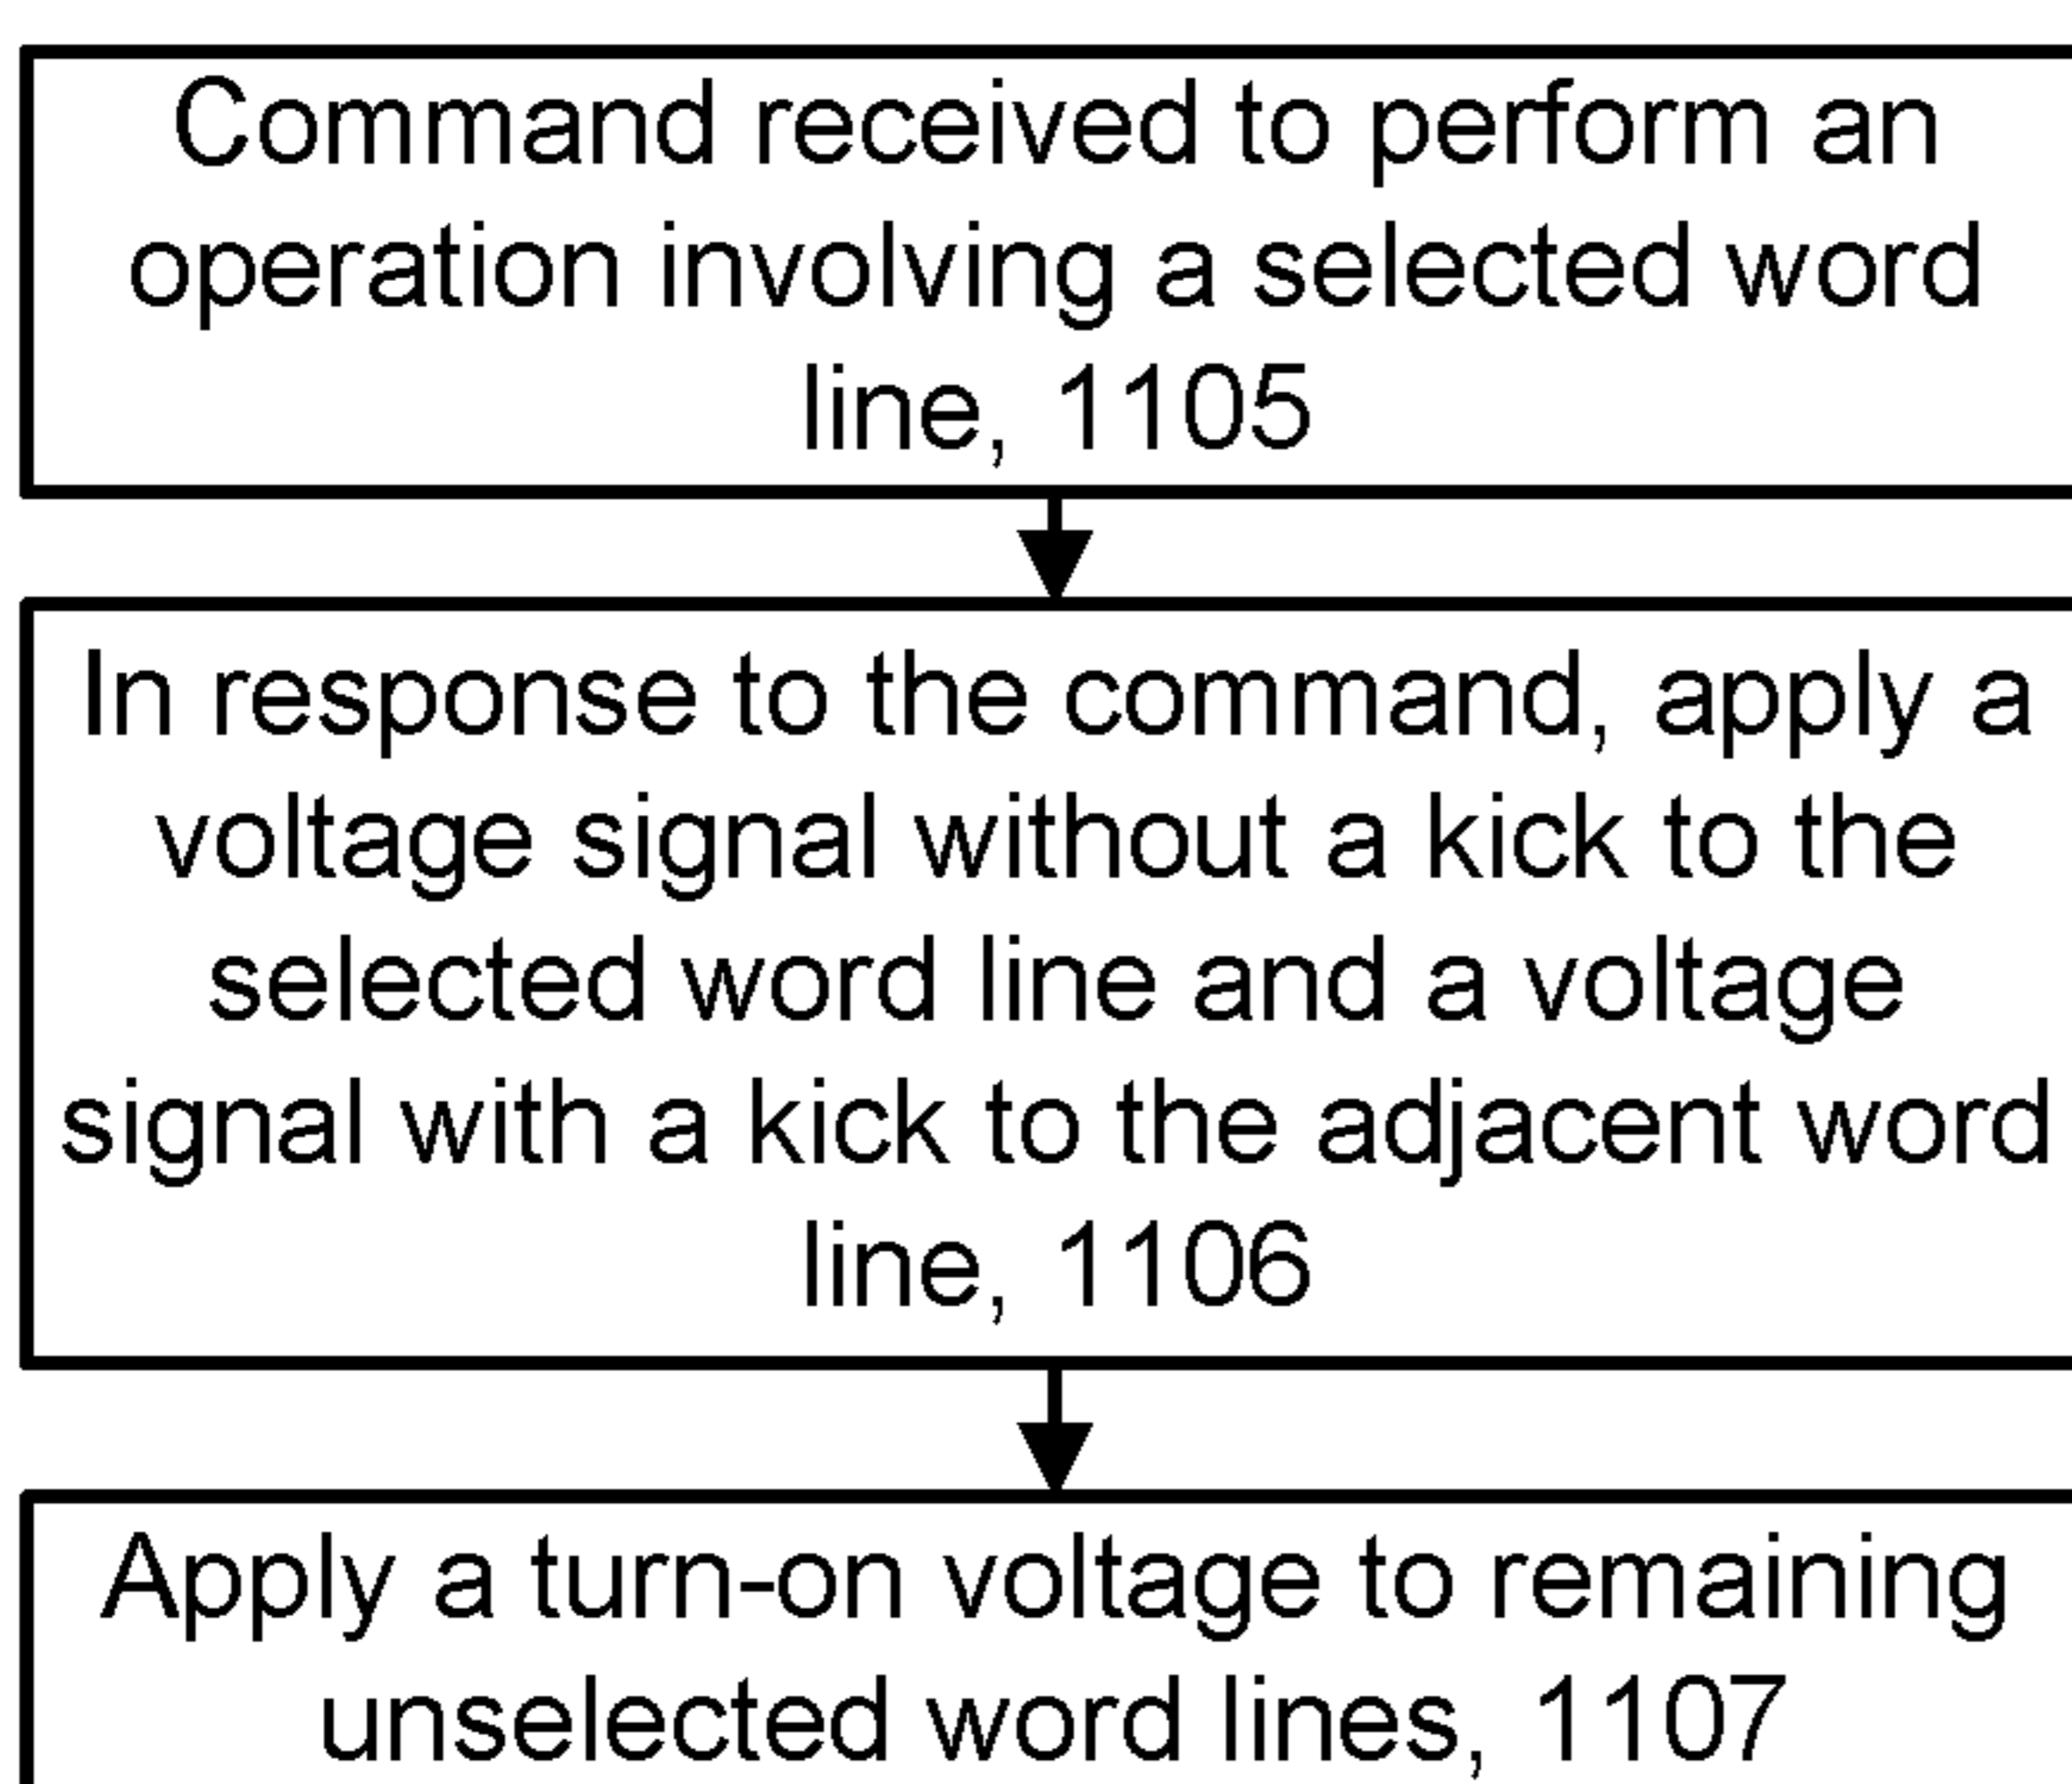 Command received to perform an
operation involving a selected word
line, 1105
In response to the command, apply a
voltage signal without a kick to the
selected word line and a voltage
signal with a kick to the adjacent word
line, 1106
Apply a turn-on voltage to remaining
unselected word lines, 1107